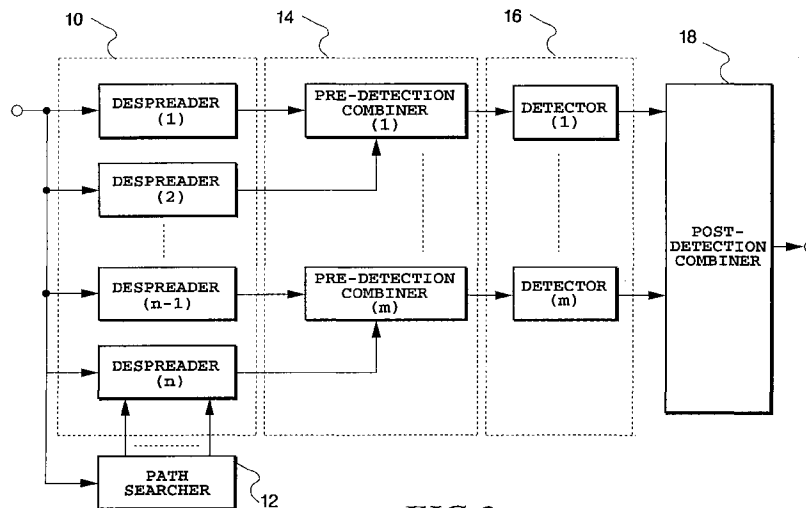 10
14
16
18
DESPREADER
(1)
PRE-DETECTION
COMBINER
(1)
DETECTOR
(1)
DESPREADER
(2)
POST-
DETECTION
COMBINER
DESPREADER
(n-1)
PRE-DETECTION
COMBINER
(m)
DETECTOR
(m)
DESPREADER
(n)
PATH
SEARCHER
12